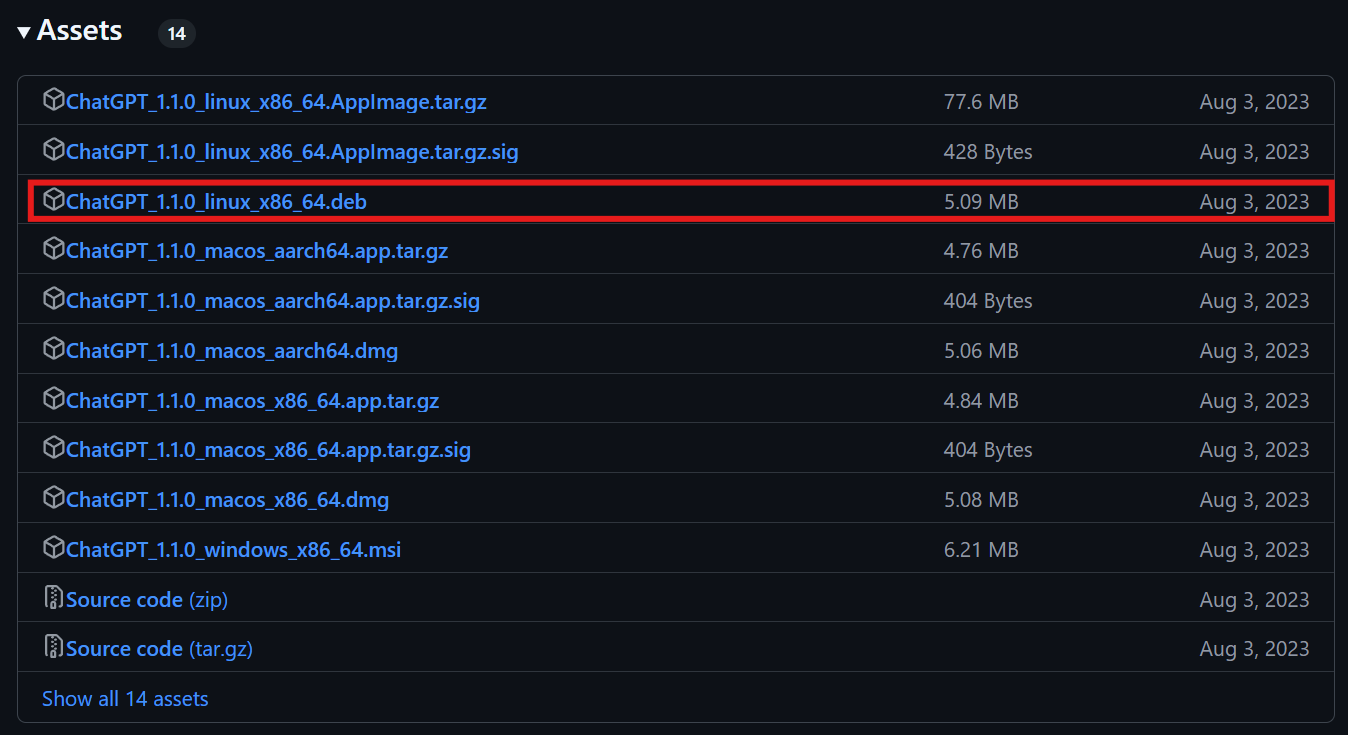 Assets 14
ChatGPT_1.1.0_linux_x86_64.AppImage.tar.gz 77.6 MB Aug 3, 2023
ChatGPT_1.1.0_linux_x86_64.AppImage.tar.gz.sig 428 Bytes Aug 3, 2023
ChatGPT_1.1.0_linux_x86_64.deb 5.09 MB Aug 3, 2023
ChatGPT_1.1.0_macos_aarch64.app.tar.gz 4.76 MB Aug 3, 2023
ChatGPT_1.1.0_macos_aarch64.app.tar.gz.sig 404 Bytes Aug 3, 2023
ChatGPT_1.1.0_macos_aarch64.dmg 5.06 MB Aug 3, 2023
ChatGPT_1.1.0_macos_x86_64.app.tar.gz 4.84 MB Aug 3, 2023
ChatGPT_1.1.0_macos_x86_64.app.tar.gz.sig 404 Bytes Aug 3, 2023
ChatGPT_1.1.0_macos_x86_64.dmg 5.08 MB Aug 3, 2023
ChatGPT_1.1.0_windows_x86_64.msi 6.21 MB Aug 3, 2023
Source code (zip) Aug 3, 2023
Source code (tar.gz) Aug 3, 2023
Show all 14 assets